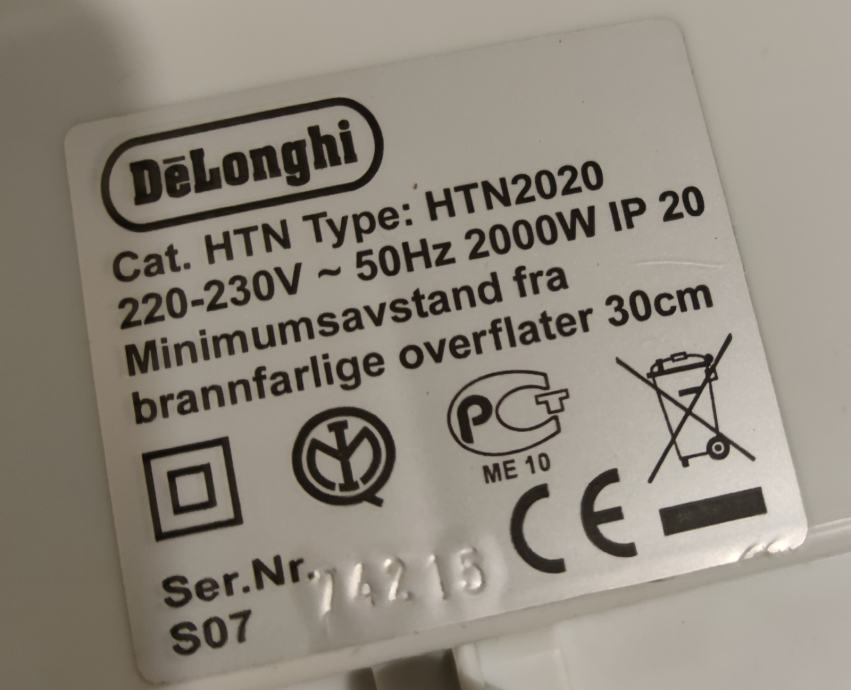 DēLonghi
Cat. HTN Type: HTN2020
220-230V ~ 50Hz 2000W IP 20
Minimumsavstand fra
brannfarlige overflater 30cm
PCT
ME 10
CE
Ser.Nr. 74215
S07